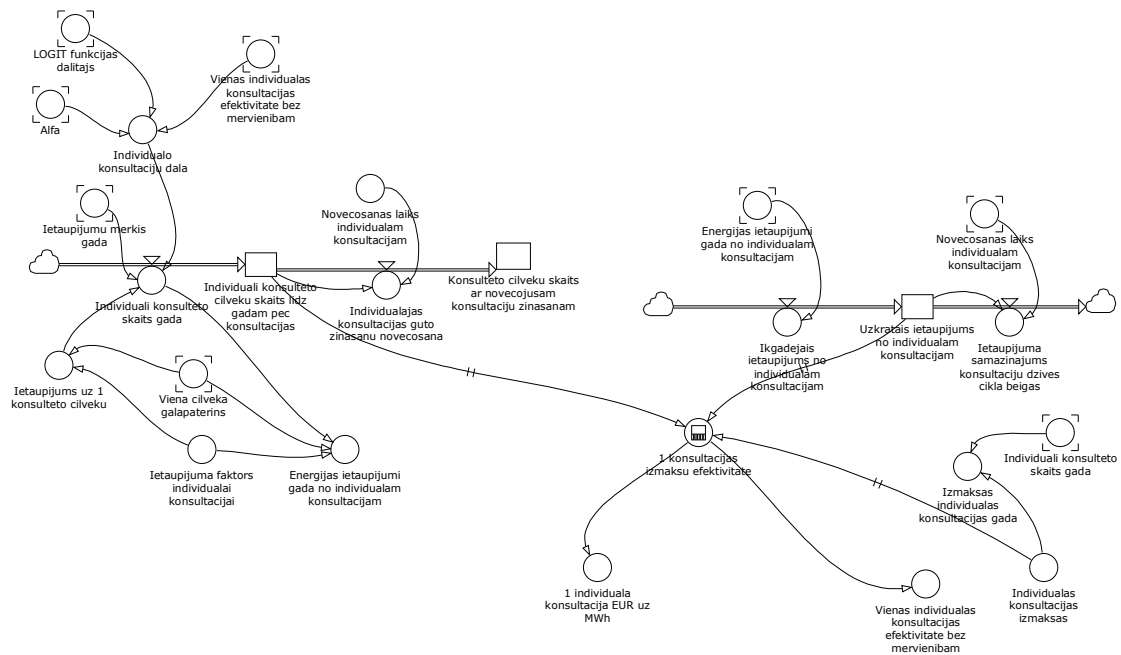 LOGIT funkcijas
dalitajs
Vienas individualas
konsultacijas
efektivitate bez
mervienibam
Alfa
Individualo
konsultaciju dala
Ietaupijumu merkis
gada
Novecosanas laiks
individualam
konsultacijam
Individuali konsulteto
skaits gada
Individuali konsulteto
cilveku skaits lidz
gadam pec
konsultacijas
Individualajas
konsultacijas guto
zinasanu novecosana
Konsulteto cilveku skaits
ar novecojusam
konsultaciju zinasanam
Ietaupijums uz 1
konsulteto cilveku
Viena cilveka
galapaterins
Ietaupijuma faktors
individualai
konsultacijai
Energijas ietaupijumi
gada no individualam
konsultacijam
Energijas ietaupijumi
gada no individualam
konsultacijam
Novecosanas laiks
individualam
konsultacijam
Ikgadejais
ietaupijums no
individualam
konsultacijam
Uzkratais ietaupijums
no individualam
konsultacijam
Ietaupijuma
samazinajums
konsultaciju dzives
cikla beigas
1 konsultacijas
izmaksu efektivitate
Individuali konsulteto
skaits gada
Izmaksas
individualas
konsultacijas gada
1 individuala
konsultacija EUR uz
MWh
Vienas individualas
konsultacijas
efektivitate bez
mervienibam
Individualas
konsultacijas
izmaksas